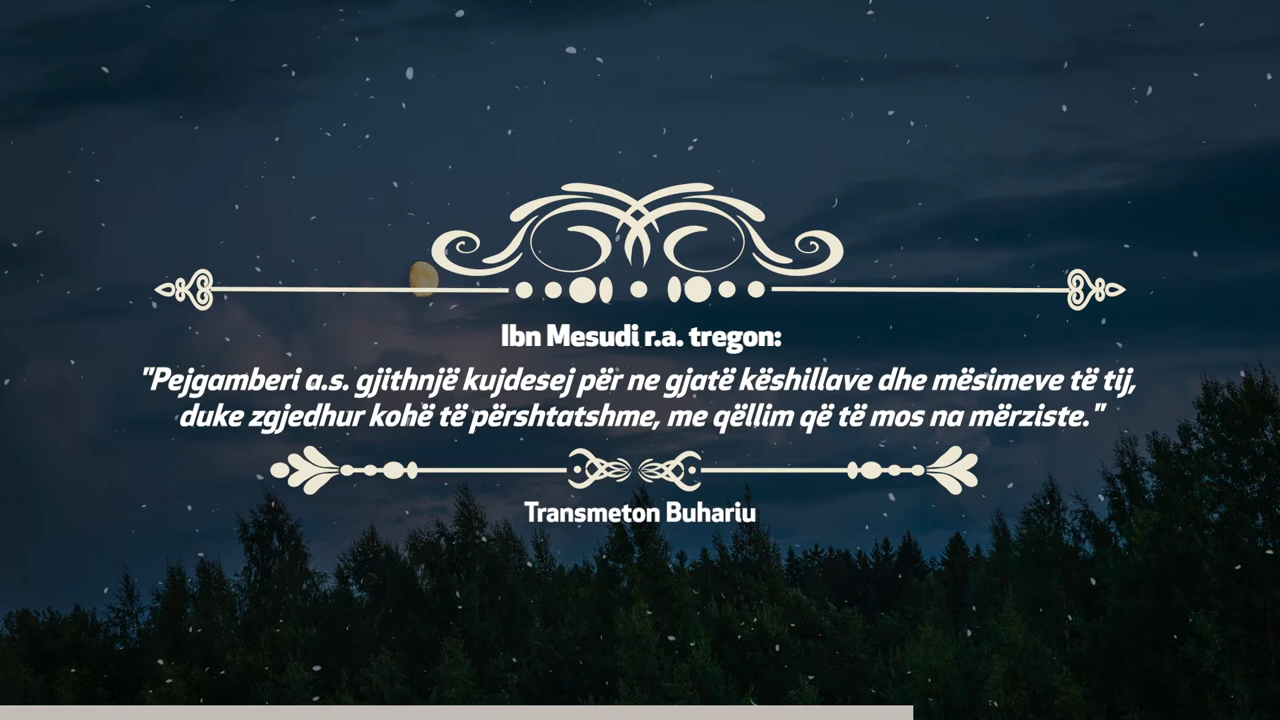 Ibn Mesudi r.a. tregon:
"Pejgamberi a.s. gjithnjë kujdesej për ne gjatë këshillave dhe mësimeve të tij,
duke zgjedhur kohë të përshtatshme, me qëllim që të mos na mërziste."
Transmeton Buhariu